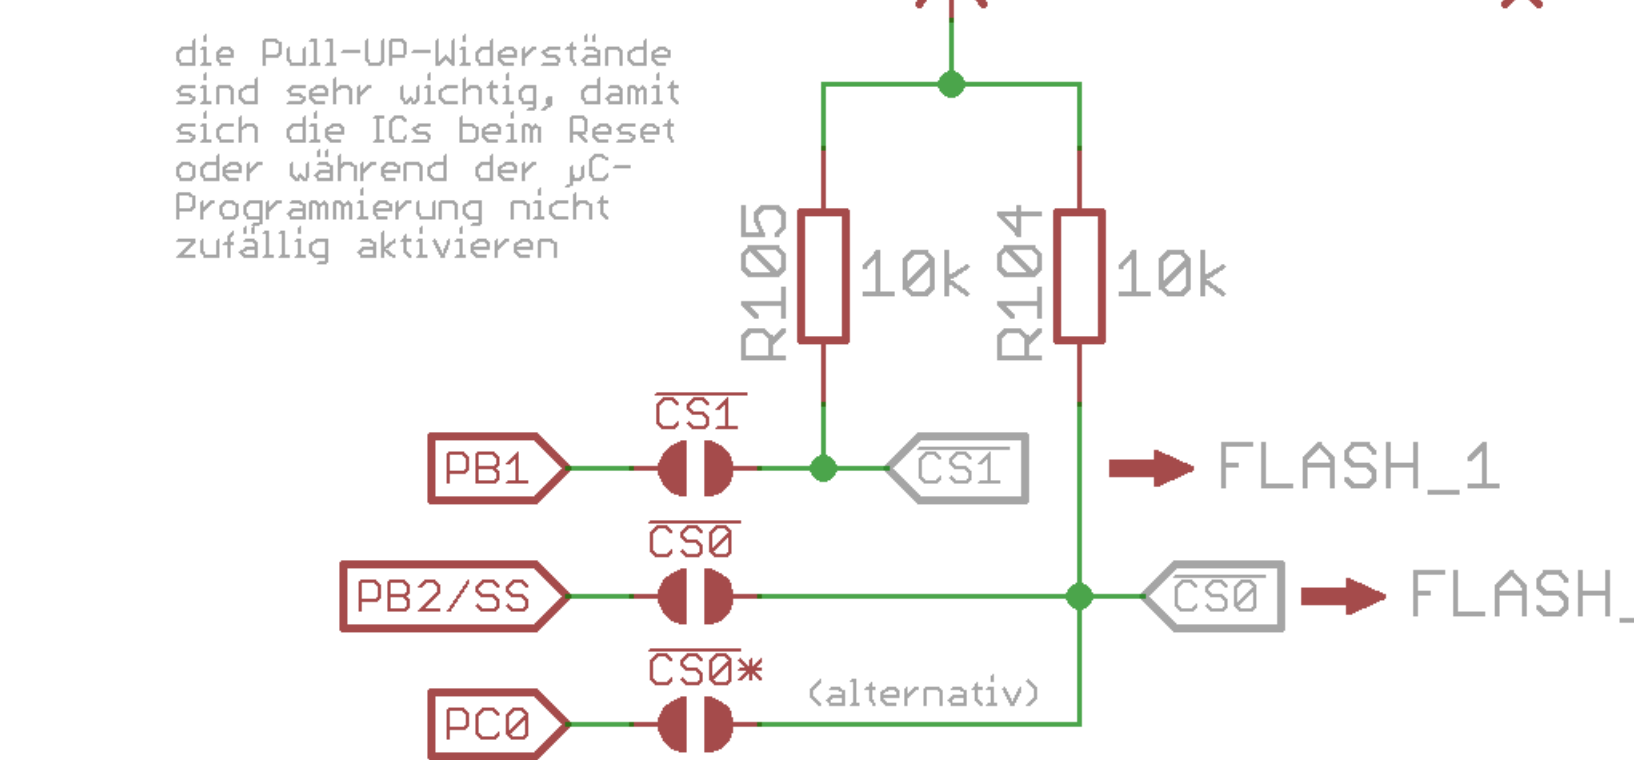 die Pull-UP-Widerstände
sind sehr wichtig, damit
sich die ICs beim Reset
oder während der µC-
Programmierung nicht
zufällig aktivieren
R105
10k
R104
10k
CS1
PB1
CS1
FLASH_1
CS0
PB2/SS
CS0
FLASH_
CS0*
PC0
(alternativ)